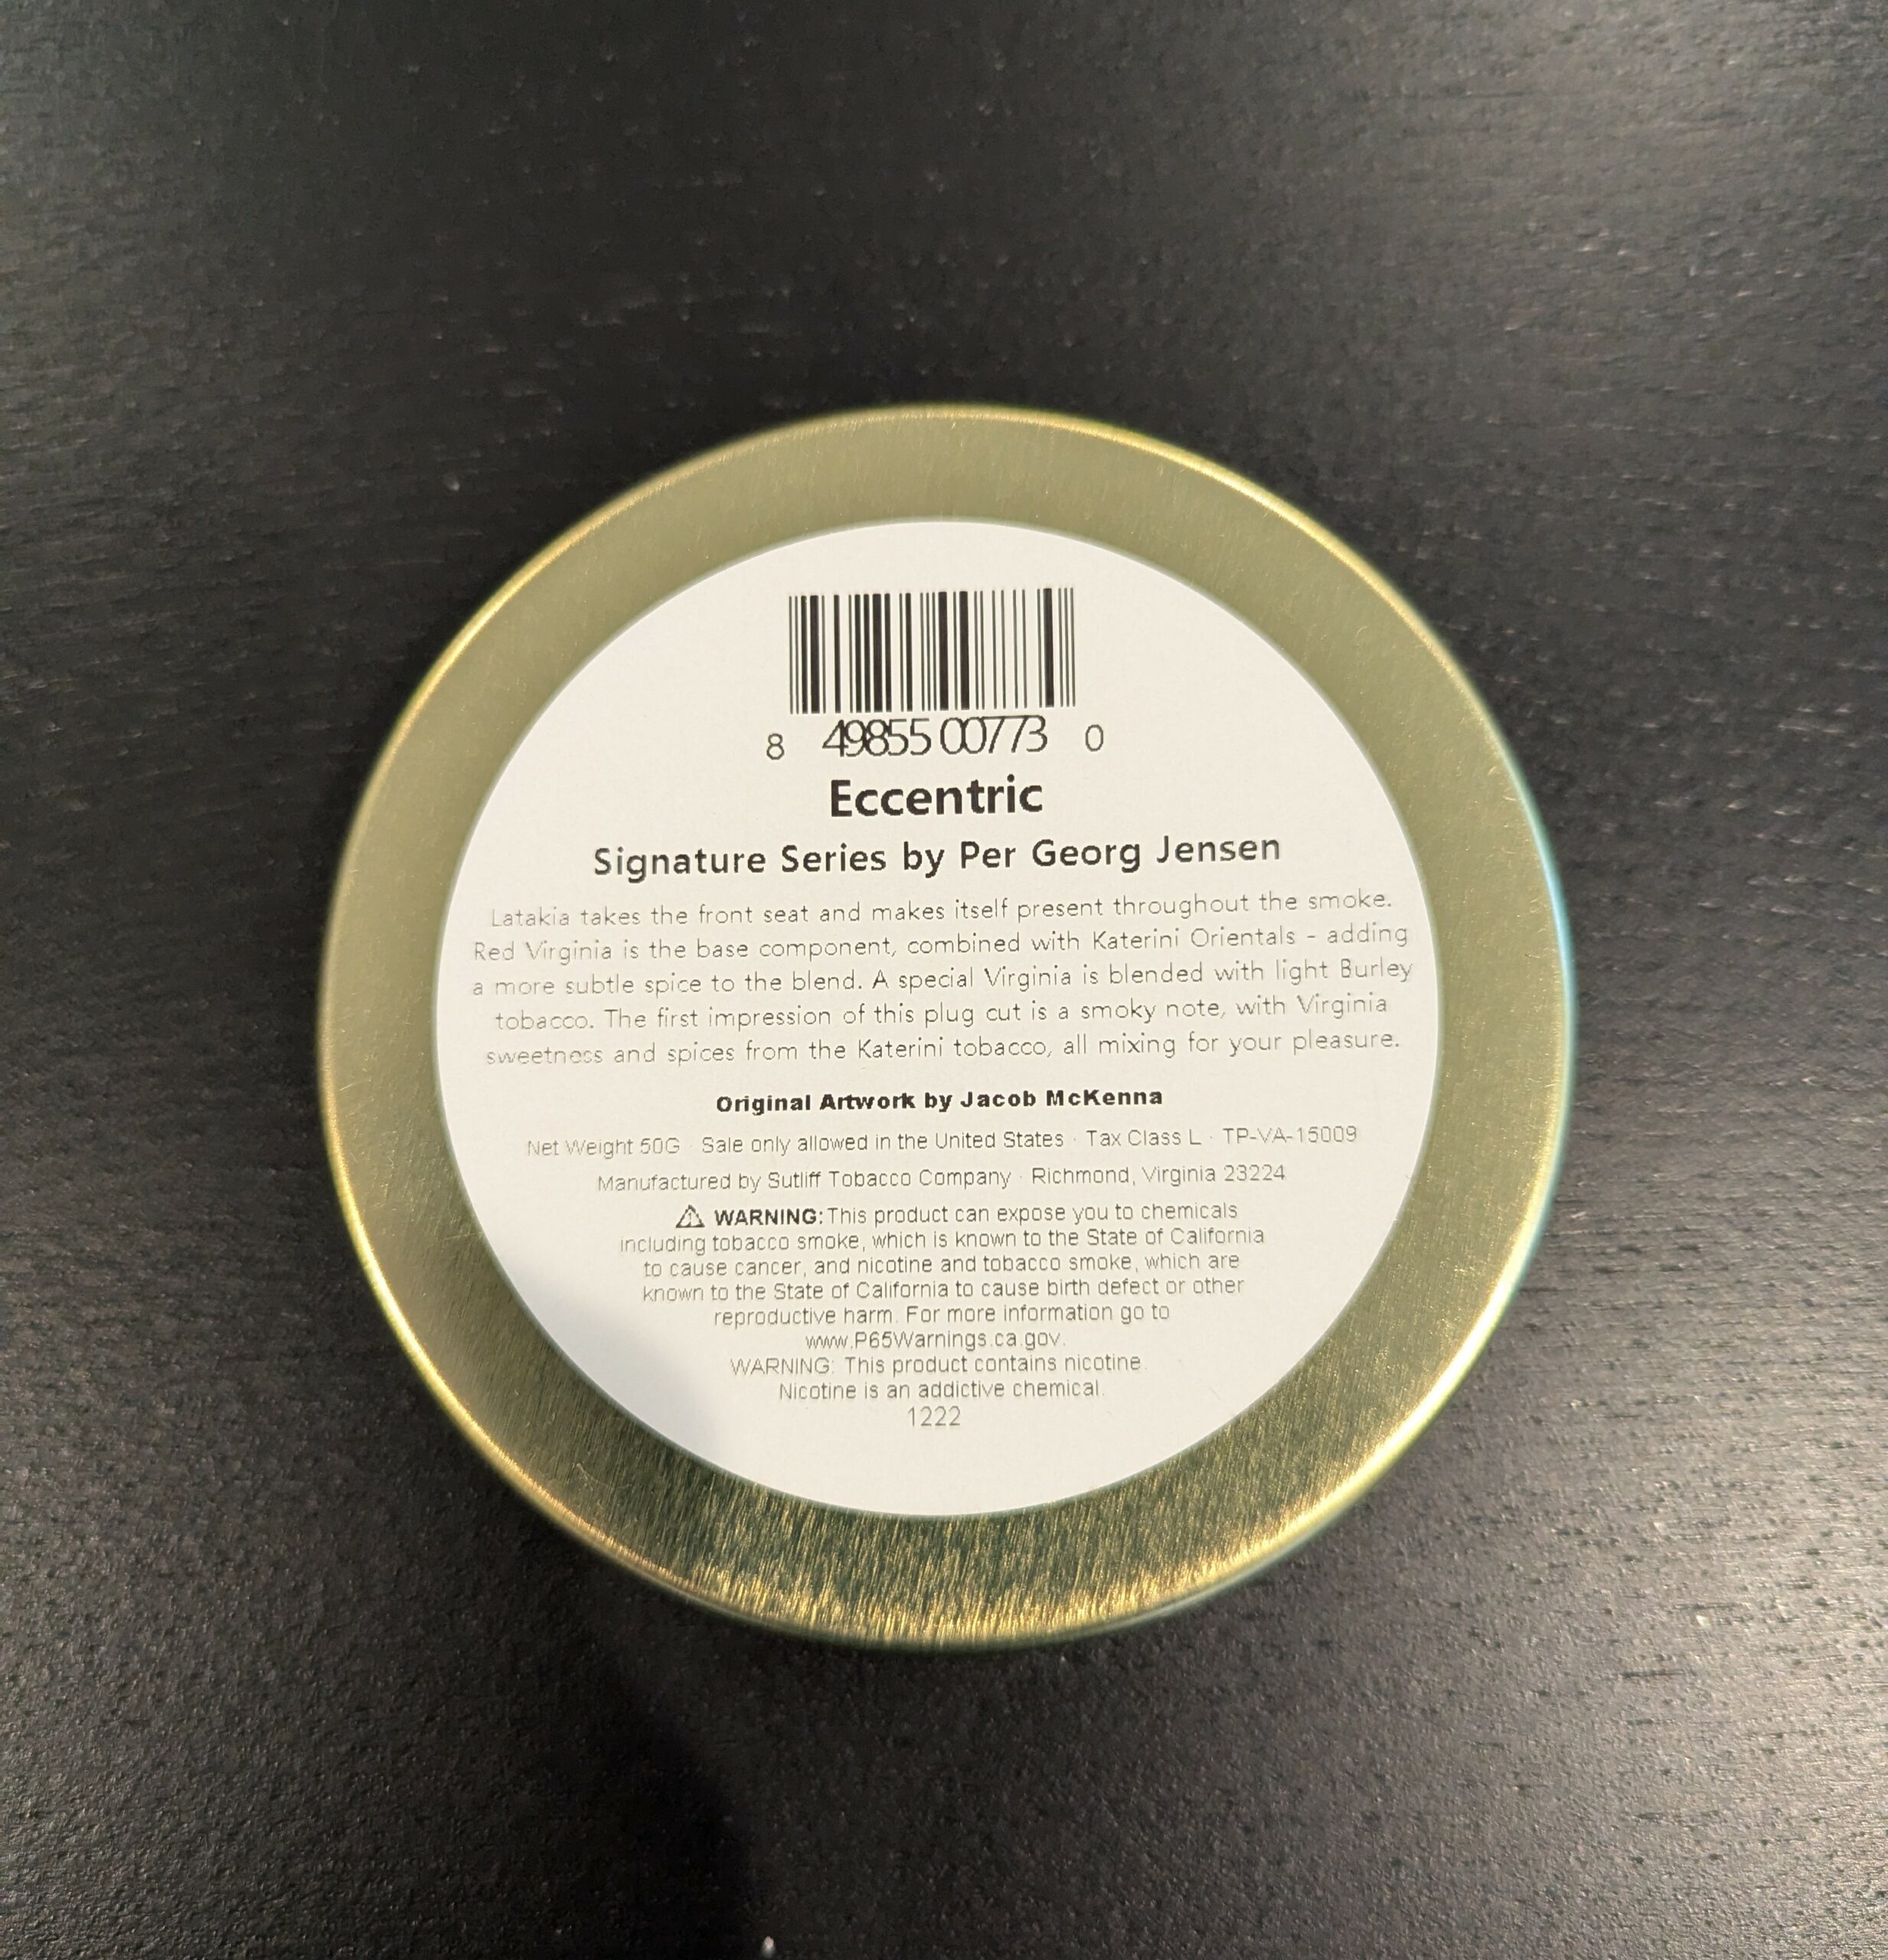 8 49855 00773 0
Eccentric
Signature Series by Per Georg Jensen
Latakia takes the front seat and makes itself present throughout the smoke.
Red Virginia is the base component, combined with Katerini Orientals - adding
a more subtle spice to the blend. A special Virginia is blended with light Burley
tobacco. The first impression of this plug cut is a smoky note, with Virginia
sweetness and spices from the Katerini tobacco, all mixing for your pleasure.
Original Artwork by Jacob McKenna
Net Weight 50G · Sale only allowed in the United States · Tax Class L · TP-VA-15009
Manufactured by Sutliff Tobacco Company · Richmond, Virginia 23224
⚠ WARNING: This product can expose you to chemicals
including tobacco smoke, which is known to the State of California
to cause cancer, and nicotine and tobacco smoke, which are
known to the State of California to cause birth defect or other
reproductive harm. For more information go to
www.P65Warnings.ca.gov.
WARNING: This product contains nicotine.
Nicotine is an addictive chemical.
1222